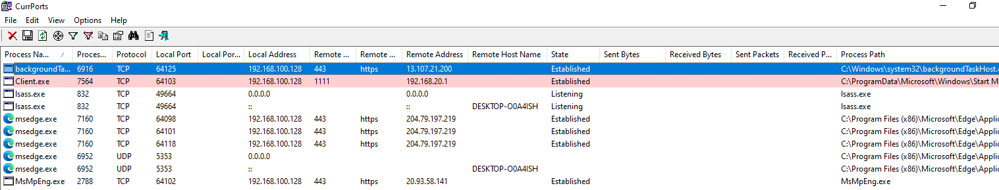 CurrPorts
File Edit View Options Help
Process Na... Proces... Protocol Local Port Local Por... Local Address Remote ... Remote ... Remote Address Remote Host Name State Sent Bytes Received Bytes Sent Packets Received P... Process Path
backgroundTa... 6916 TCP 64125 192.168.100.128 443 https 13.107.21.200 Established C:\Windows\system32\backgroundTaskHost.
Client.exe 7564 TCP 64103 192.168.100.128 1111 192.168.20.1 Established C:\ProgramData\Microsoft\Windows\Start M
lsass.exe 832 TCP 49664 0.0.0.0 0.0.0.0 Listening lsass.exe
lsass.exe 832 TCP 49664 :: :: DESKTOP-O0A4ISH Listening lsass.exe
msedge.exe 7160 TCP 64098 192.168.100.128 443 https 204.79.197.219 Established C:\Program Files (x86)\Microsoft\Edge\Applic
msedge.exe 7160 TCP 64101 192.168.100.128 443 https 204.79.197.219 Established C:\Program Files (x86)\Microsoft\Edge\Applic
msedge.exe 7160 TCP 64118 192.168.100.128 443 https 204.79.197.219 Established C:\Program Files (x86)\Microsoft\Edge\Applic
msedge.exe 6952 UDP 5353 0.0.0.0 C:\Program Files (x86)\Microsoft\Edge\Applic
msedge.exe 6952 UDP 5353 :: DESKTOP-O0A4ISH C:\Program Files (x86)\Microsoft\Edge\Applic
MsMpEng.exe 2788 TCP 64102 192.168.100.128 443 https 20.93.58.141 Established MsMpEng.exe